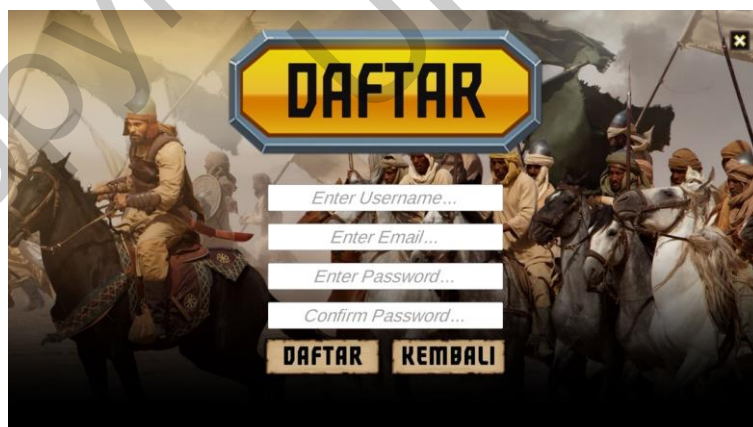 DAFTAR
Enter Username...
Enter Email...
Enter Password...
Confirm Password...
DAFTAR KEMBALI